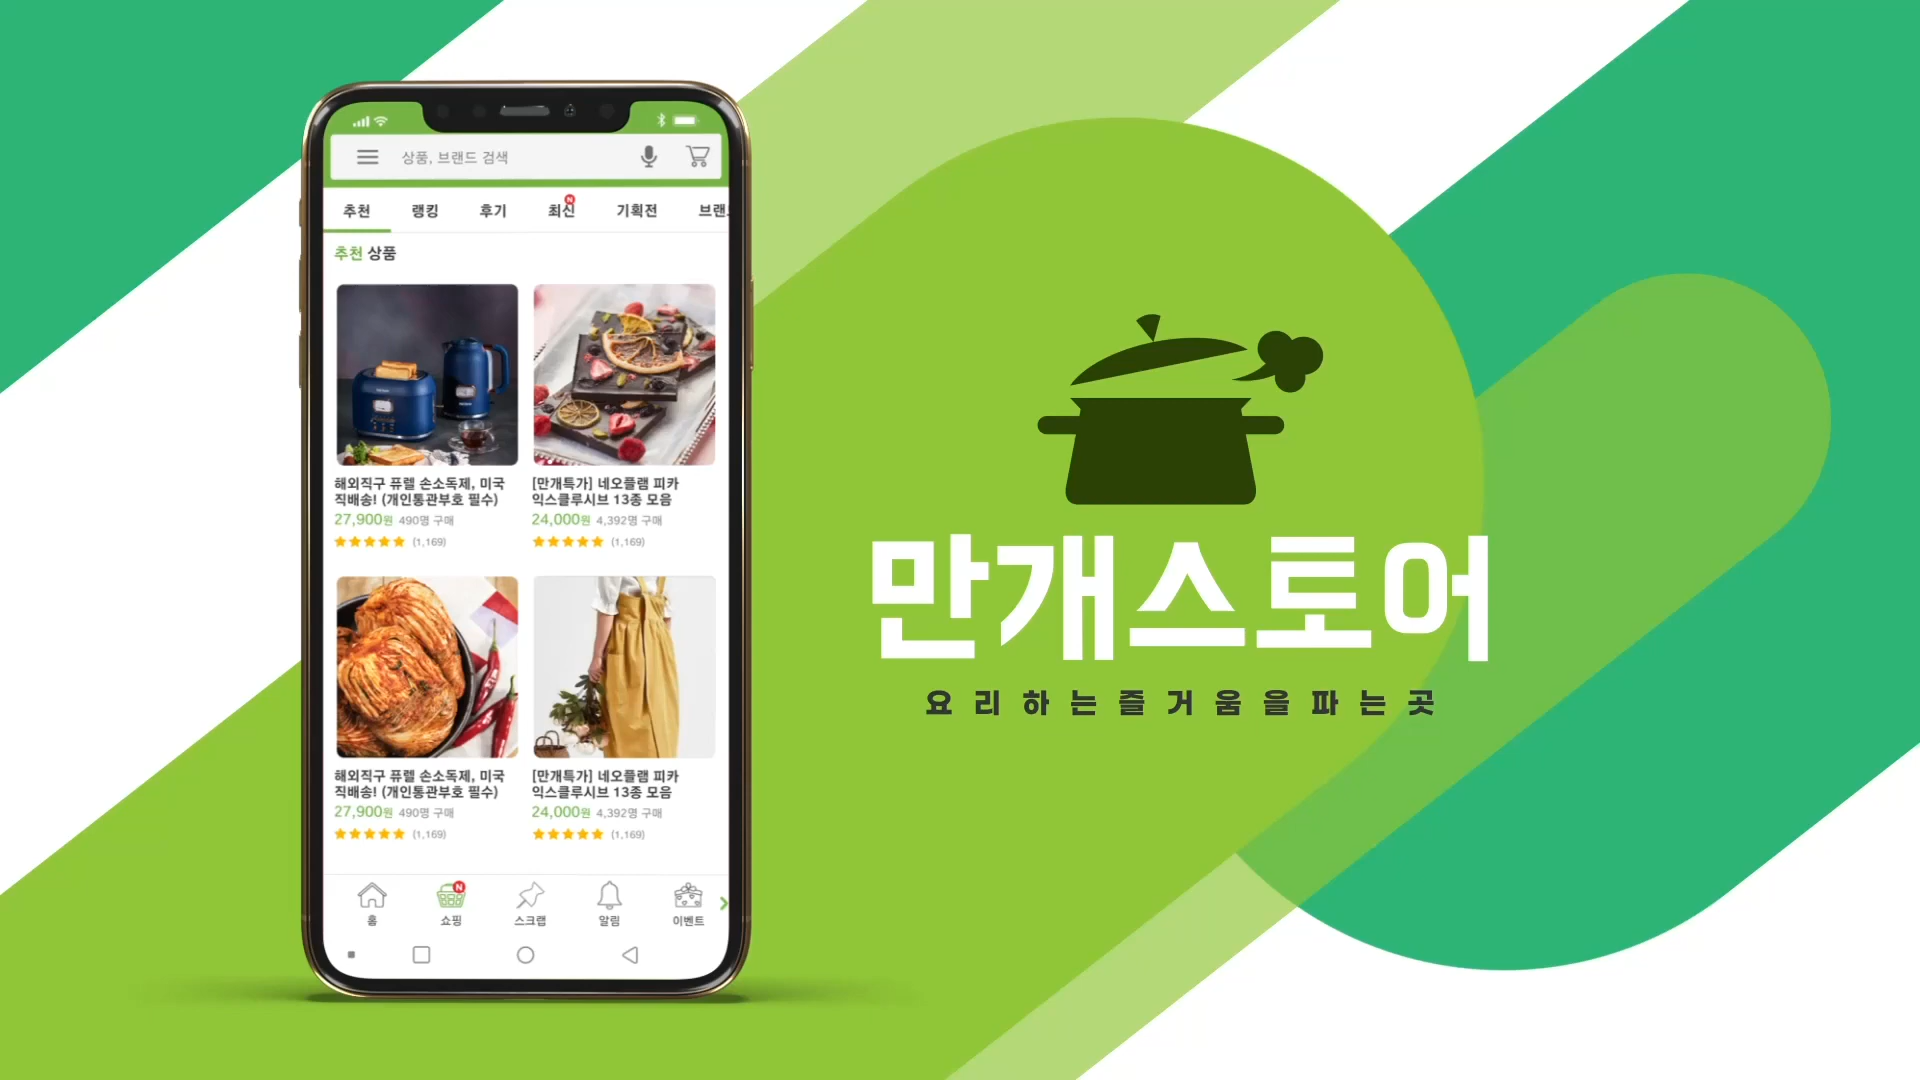 상품, 브랜드 검색
추천 랭킹 후기 최신 기획전 브랜드
N
추천 상품
해외직구 퓨렐 손소독제, 미국
직배송! (개인통관부호 필수)
27,900원 490명 구매
(1,169)
[만개특가] 네오플램 피카
익스클루시브 13종 모음
24,000원 4,392명 구매
(1,169)
해외직구 퓨렐 손소독제, 미국
직배송! (개인통관부호 필수)
27,900원 490명 구매
(1,169)
[만개특가] 네오플램 피카
익스클루시브 13종 모음
24,000원 4,392명 구매
(1,169)
N
홈 쇼핑 스크랩 알림 이벤트
만개스토어
요리하는즐거움을파는곳